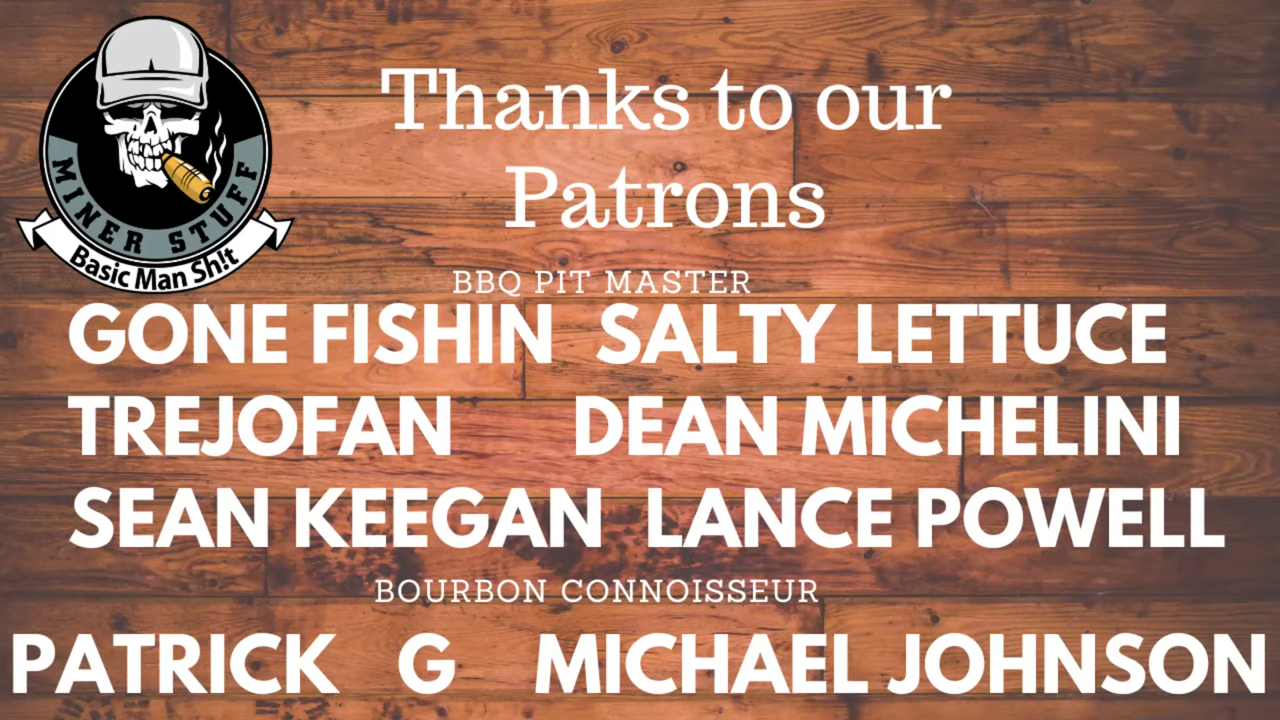 MINER STUFF
Basic Man Sh!t
Thanks to our
Patrons
BBQ PIT MASTER
GONE FISHIN SALTY LETTUCE
TREJOFAN DEAN MICHELINI
SEAN KEEGAN LANCE POWELL
BOURBON CONNOISSEUR
PATRICK G MICHAEL JOHNSON